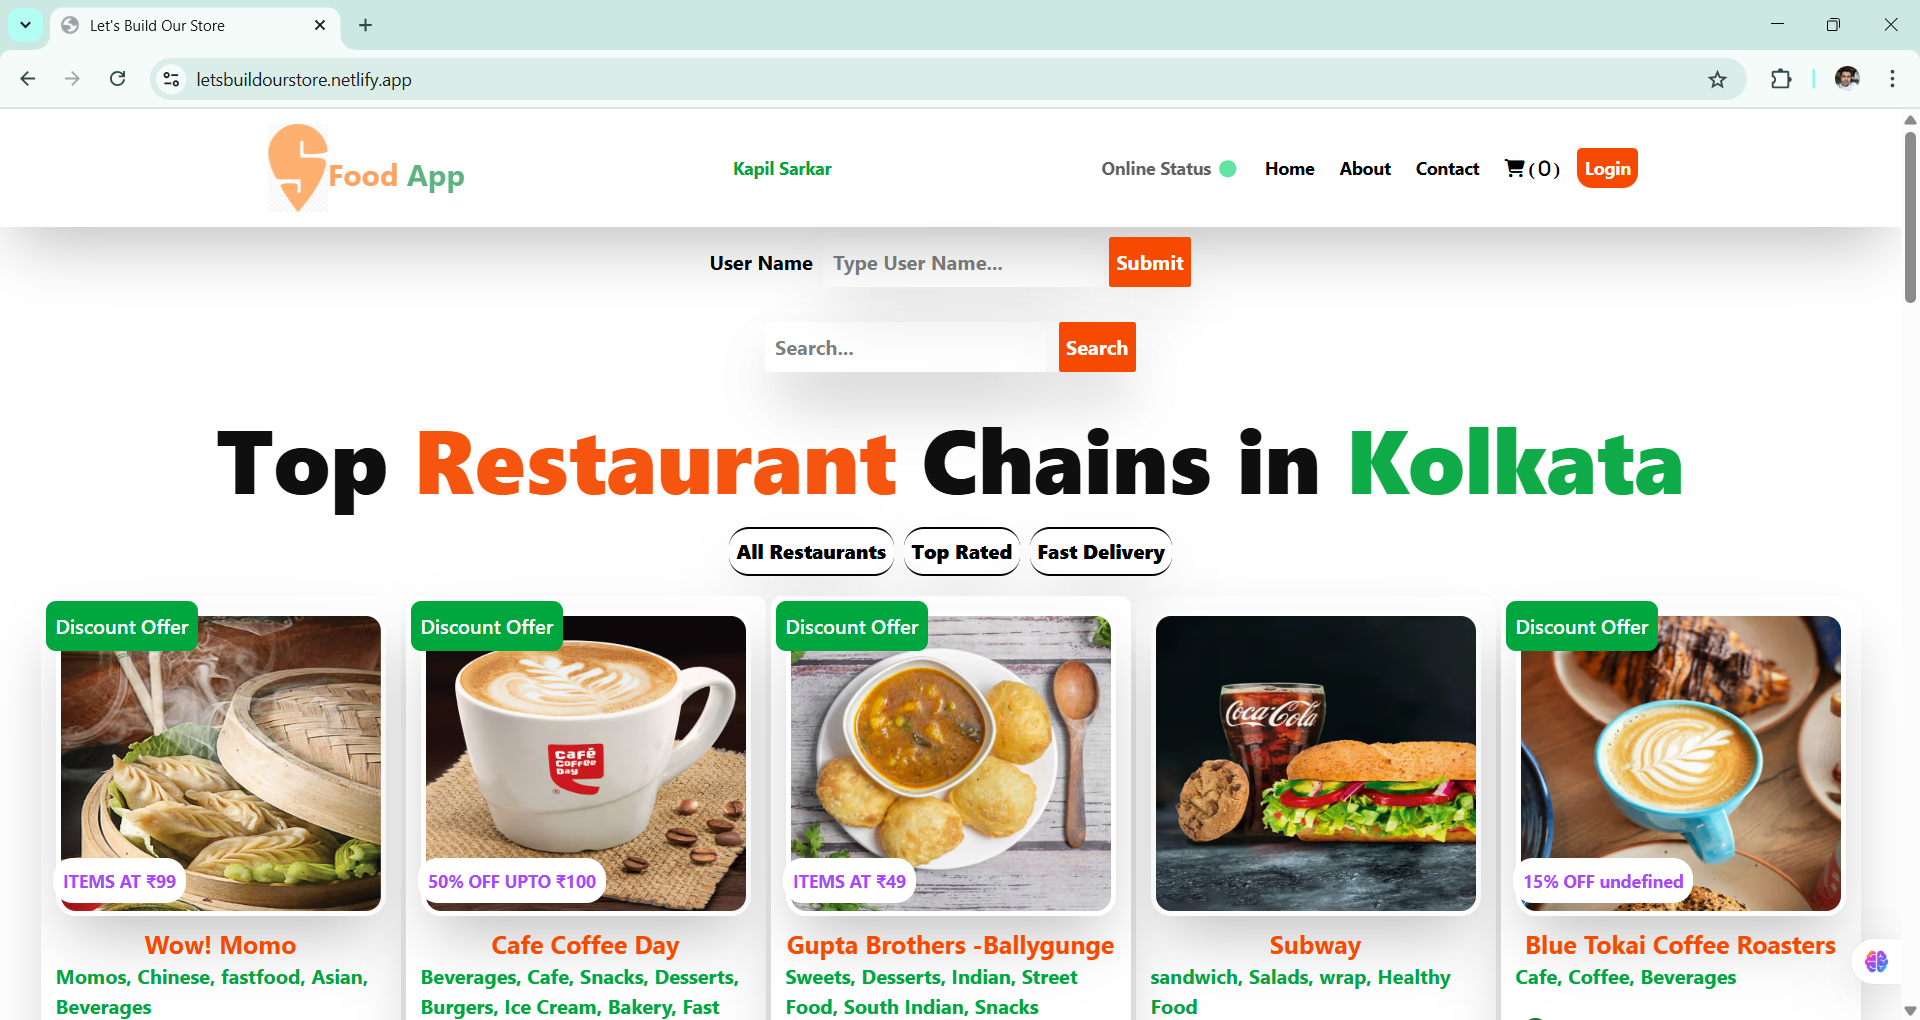 Let's Build Our Store
letsbuildourstore.netlify.app
Food App
Kapil Sarkar
Online Status
Home
About
Contact
(0)
Login
User Name
Type User Name...
Submit
Search...
Search
Top Restaurant Chains in Kolkata
All Restaurants
Top Rated
Fast Delivery
Discount Offer
ITEMS AT ₹99
Wow! Momo
Momos, Chinese, fastfood, Asian,
Beverages
Discount Offer
Café
Coffee
Day
®
50% OFF UPTO ₹100
Cafe Coffee Day
Beverages, Cafe, Snacks, Desserts,
Burgers, Ice Cream, Bakery, Fast
Discount Offer
ITEMS AT ₹49
Gupta Brothers -Ballygunge
Sweets, Desserts, Indian, Street
Food, South Indian, Snacks
Coca-Cola
Subway
sandwich, Salads, wrap, Healthy
Food
Discount Offer
15% OFF undefined
Blue Tokai Coffee Roasters
Cafe, Coffee, Beverages